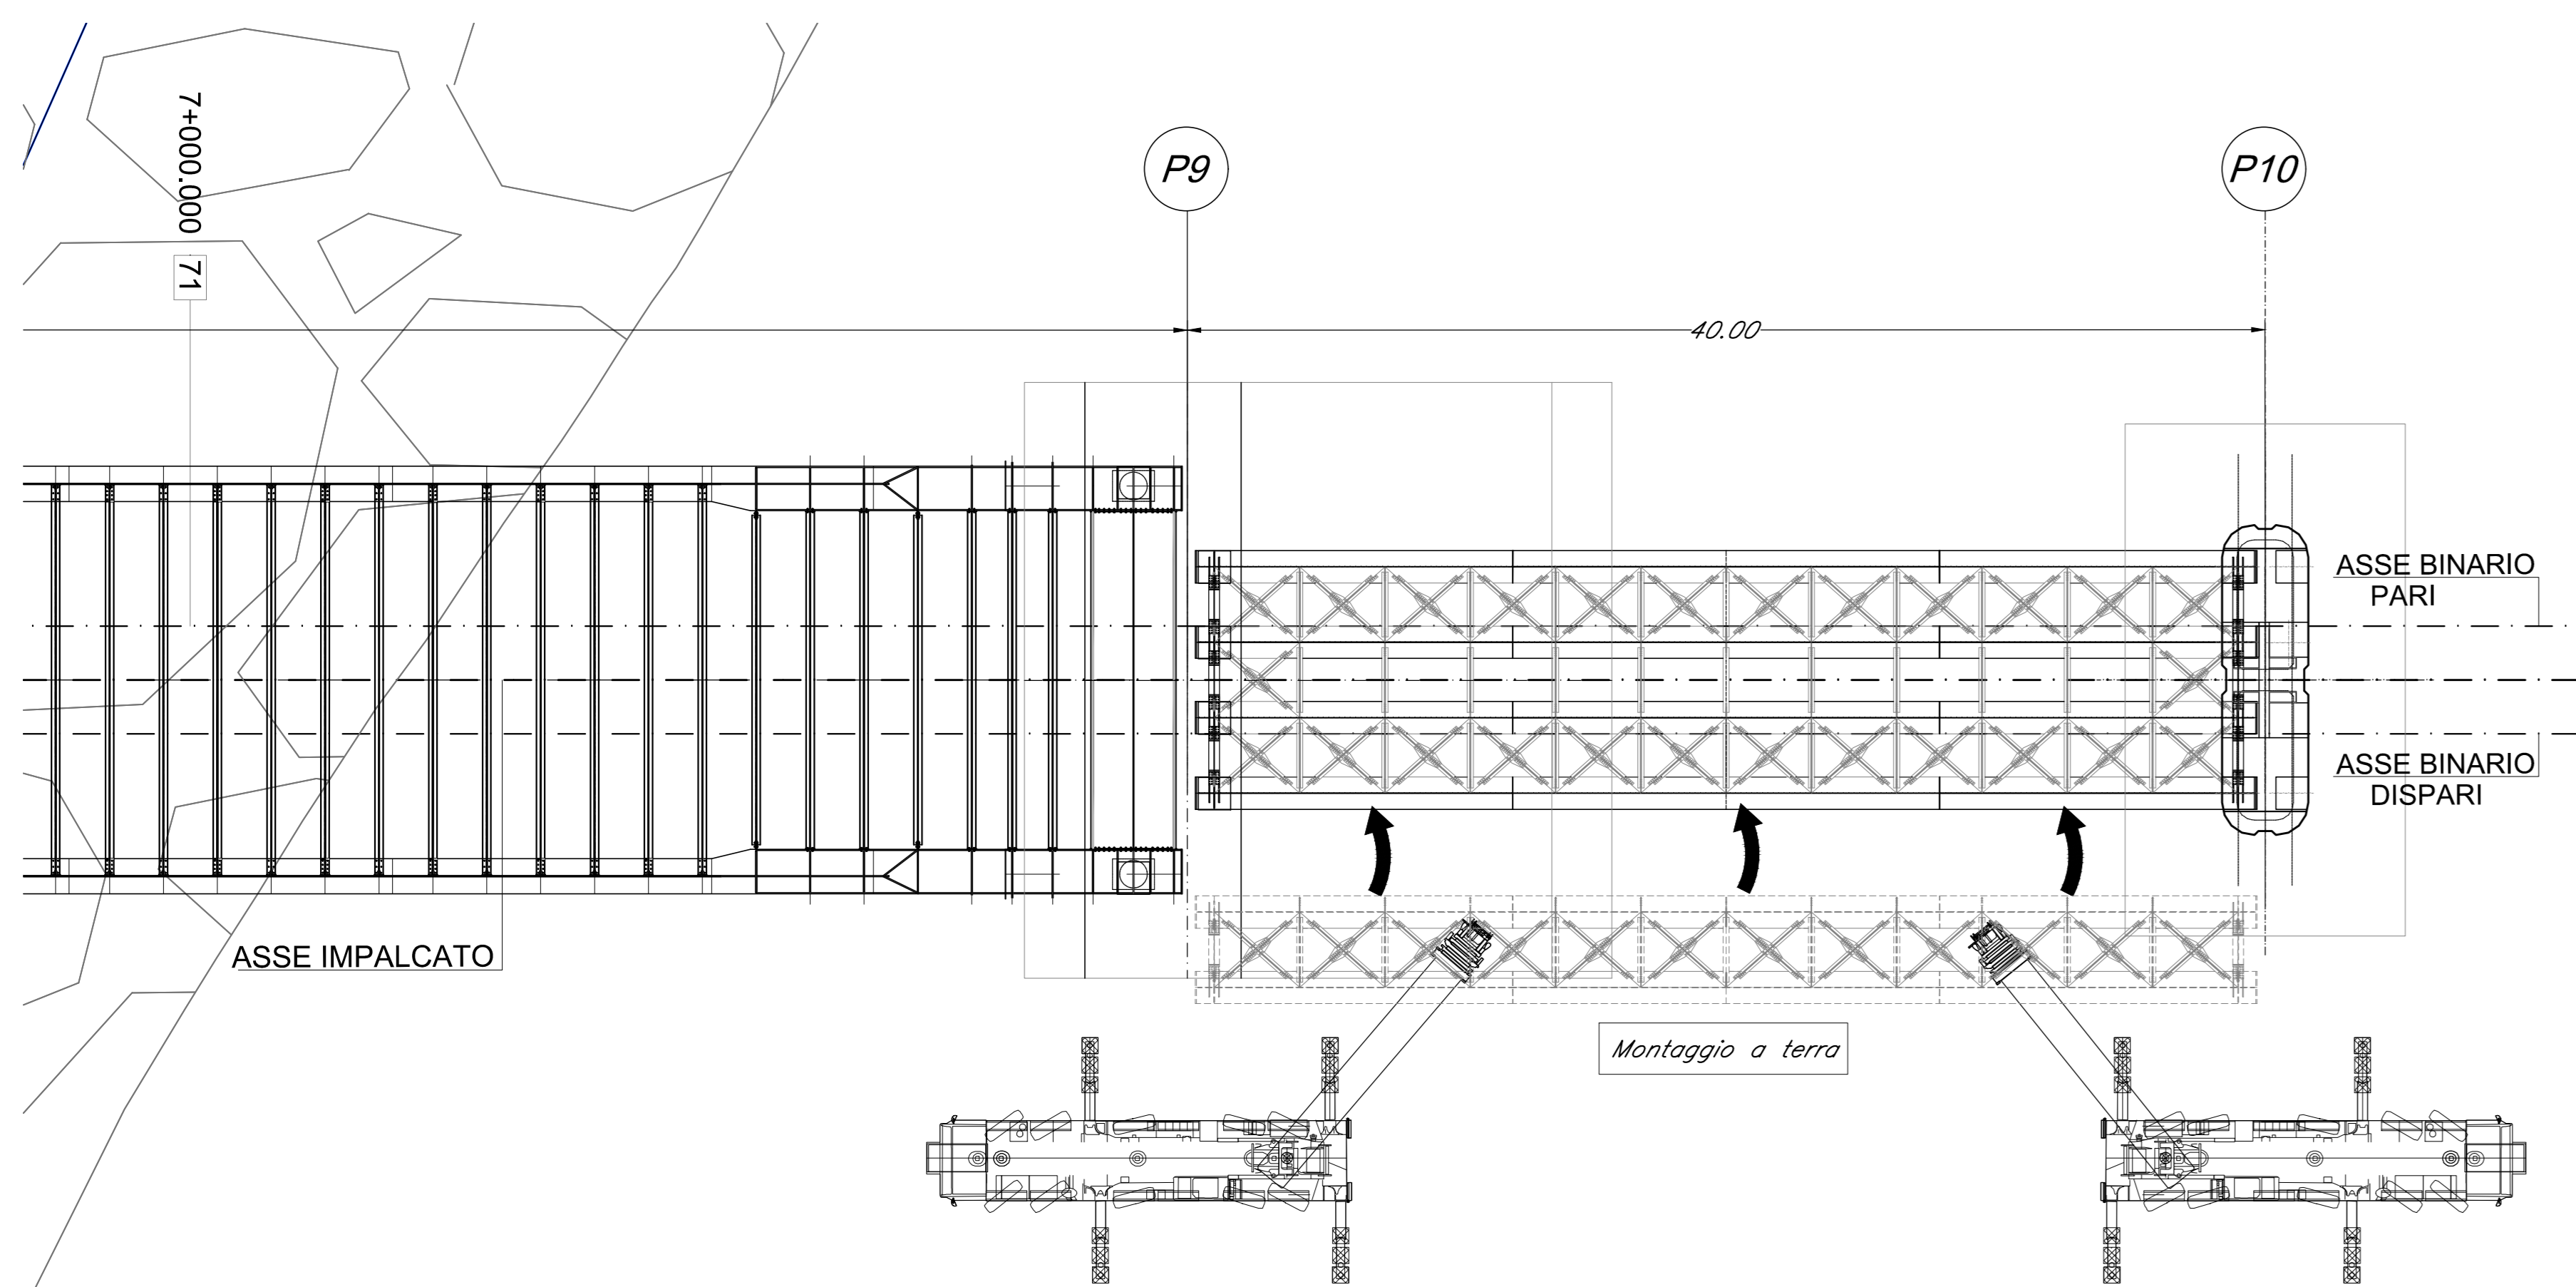 7+000.000
71
P9
P10
40.00
ASSE BINARIO
PARI
ASSE BINARIO
DISPARI
ASSE IMPALCATO
Montaggio a terra